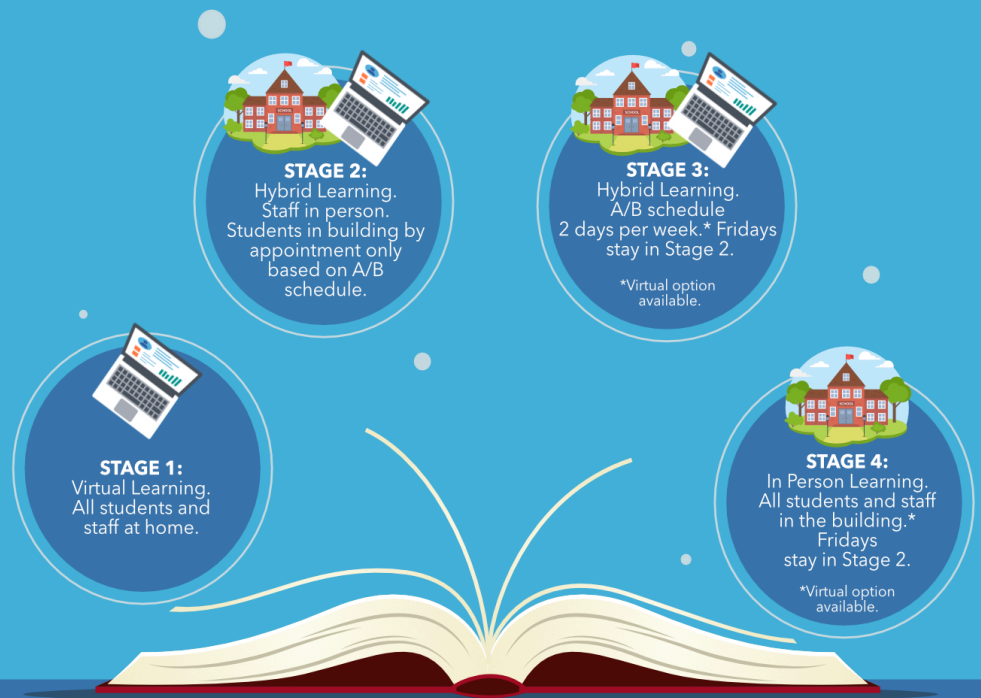 STAGE 1:
Virtual Learning.
All students and
staff at home.
STAGE 2:
Hybrid Learning.
Staff in person.
Students in building by
appointment only
based on A/B
schedule.
STAGE 3:
Hybrid Learning.
A/B schedule
2 days per week.* Fridays
stay in Stage 2.
*Virtual option
available.
STAGE 4:
In Person Learning.
All students and staff
in the building.*
Fridays
stay in Stage 2.
*Virtual option
available.
SCHOOL
SCHOOL
SCHOOL